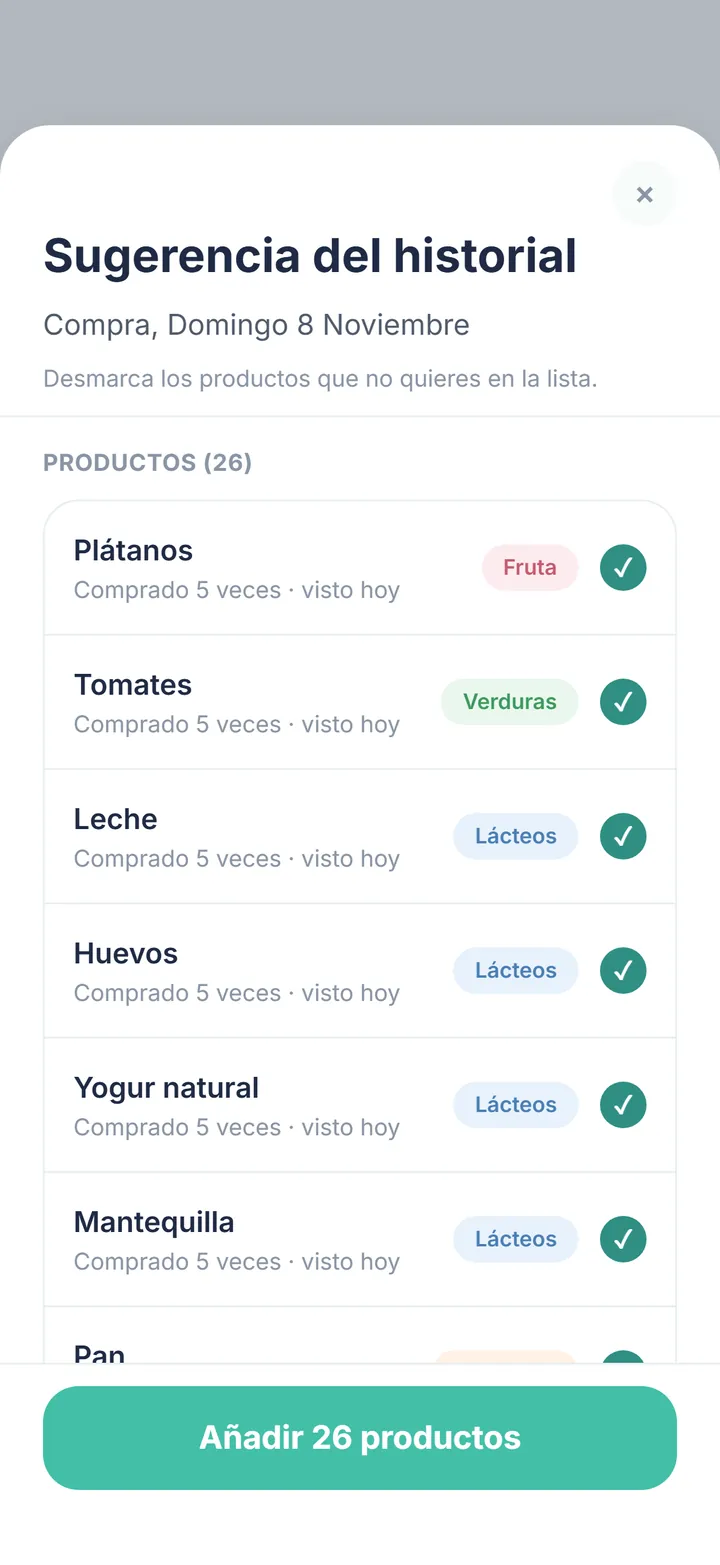 ×
Sugerencia del historial
Compra, Domingo 8 Noviembre
Desmarca los productos que no quieres en la lista.
PRODUCTOS (26)
Plátanos
Comprado 5 veces · visto hoy
Fruta
Tomates
Comprado 5 veces · visto hoy
Verduras
Leche
Comprado 5 veces · visto hoy
Lácteos
Huevos
Comprado 5 veces · visto hoy
Lácteos
Yogur natural
Comprado 5 veces · visto hoy
Lácteos
Mantequilla
Comprado 5 veces · visto hoy
Lácteos
Pan
Añadir 26 productos